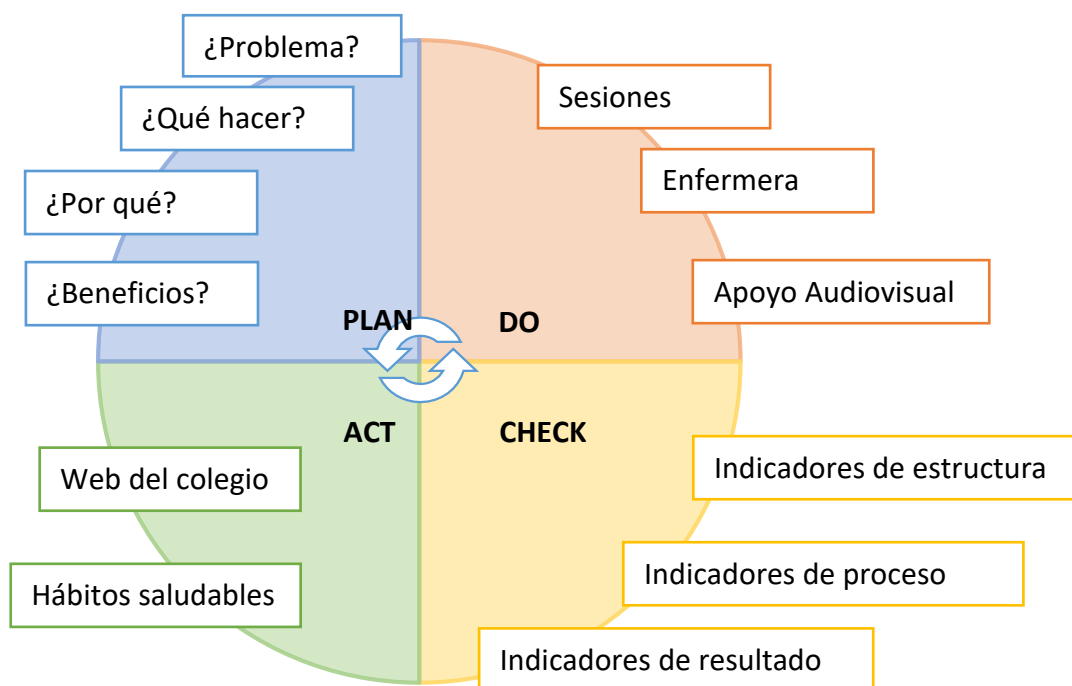 ¿Problema?
¿Qué hacer?
¿Por qué?
¿Beneficios?
PLAN
Sesiones
Enfermera
Apoyo Audiovisual
DO
ACT
Web del colegio
Hábitos saludables
CHECK
Indicadores de estructura
Indicadores de proceso
Indicadores de resultado